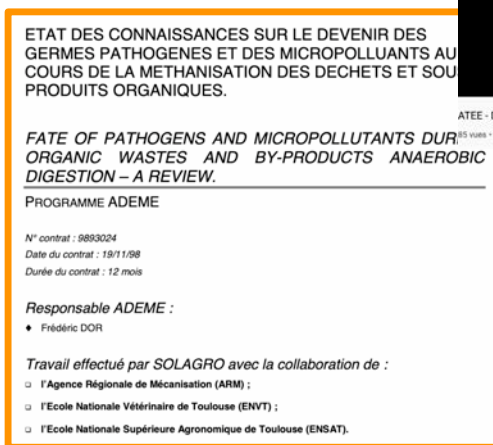 ETAT DES CONNAISSANCES SUR LE DEVENIR DES
GERMES PATHOGENES ET DES MICROPOLLUANTS AU
COURS DE LA METHANISATION DES DECHETS ET SOU
PRODUITS ORGANIQUES.
ATEE - D
85 vues •
FATE OF PATHOGENS AND MICROPOLLUTANTS DUR
ORGANIC WASTES AND BY-PRODUCTS ANAEROBIC
DIGESTION – A REVIEW.
PROGRAMME ADEME
N° contrat : 9893024
Date du contrat : 19/11/98
Durée du contrat : 12 mois
Responsable ADEME :
♦ Frédéric DOR
Travail effectué par SOLAGRO avec la collaboration de :
❑ l'Agence Régionale de Mécanisation (ARM) ;
❑ l'Ecole Nationale Vétérinaire de Toulouse (ENVT) ;
❑ l'Ecole Nationale Supérieure Agronomique de Toulouse (ENSAT).